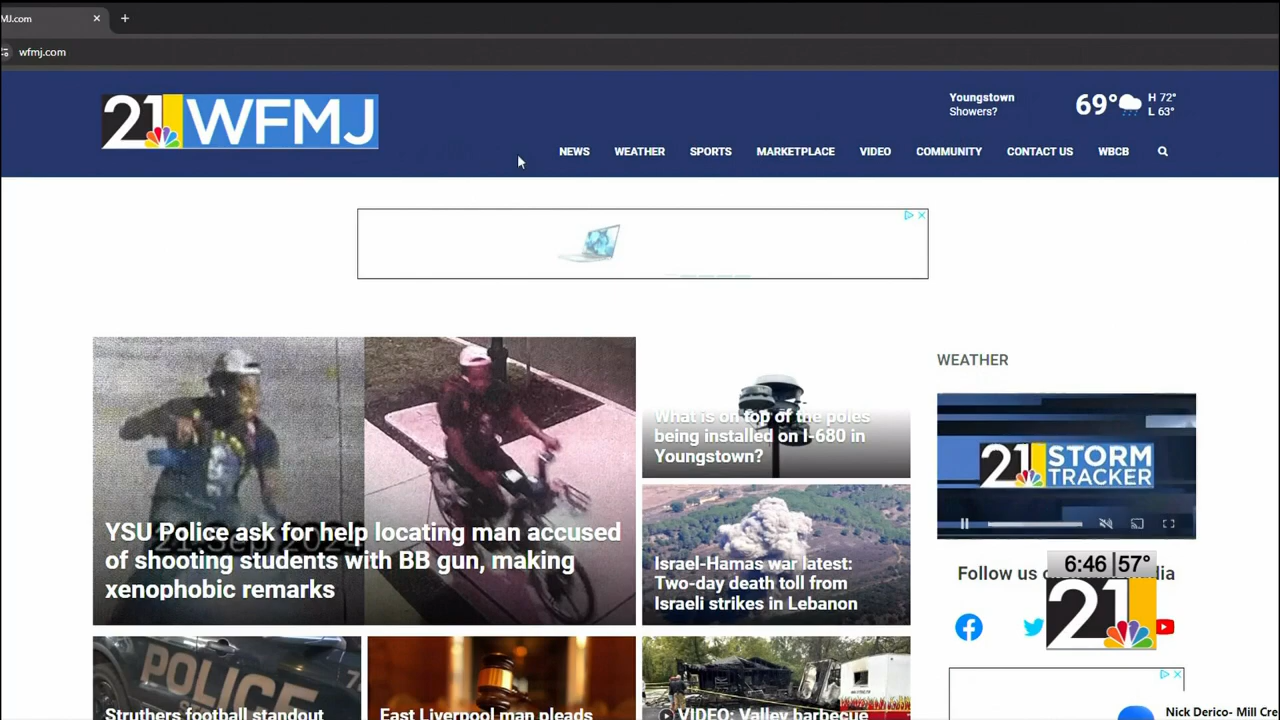 MJ.com
wfmj.com
21 WFMJ
Youngstown
Showers?
69°
H 72°
L 63°
NEWS
WEATHER
SPORTS
MARKETPLACE
VIDEO
COMMUNITY
CONTACT US
WBCB
YSU Police ask for help locating man accused
of shooting students with BB gun, making
xenophobic remarks
What is on top of the poles
being installed on I-680 in
Youngstown?
Israel-Hamas war latest:
Two-day death toll from
Israeli strikes in Lebanon
WEATHER
21 STORM
TRACKER
Follow us
6:46 57°
21
POLICE
Struthers football standout
East Liverpool man pleads
VIDEO: Valley barbecue
Nick Derico- Mill Cre